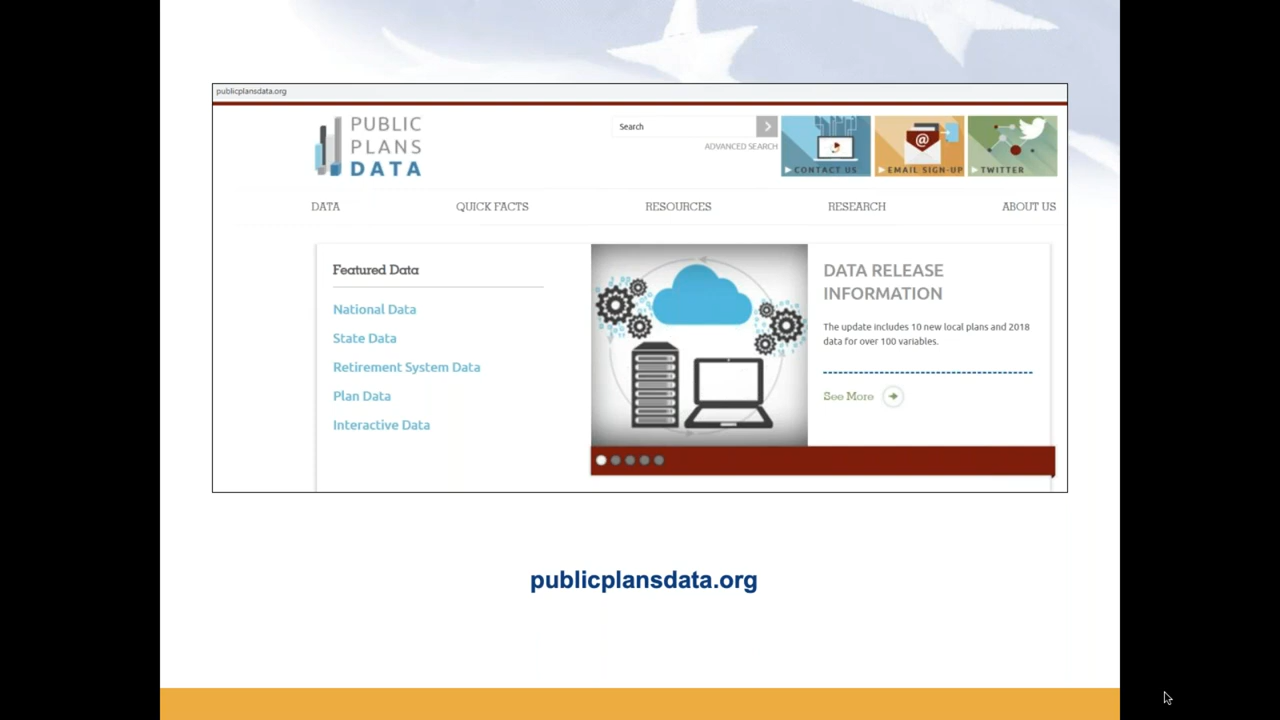 publicplansdata.org
PUBLIC
PLANS
DATA
Search
ADVANCED SEARCH
CONTACT US
@
EMAIL SIGN-UP
TWITTER
DATA
QUICK FACTS
RESOURCES
RESEARCH
ABOUT US
Featured Data
National Data
State Data
Retirement System Data
Plan Data
Interactive Data
DATA RELEASE
INFORMATION
The update includes 10 new local plans and 2018
data for over 100 variables.
See More
publicplansdata.org